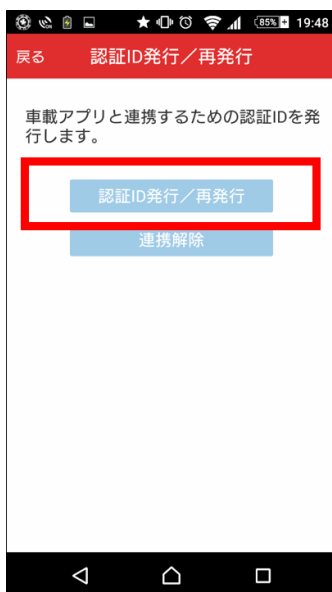 85% 19:48
戻る 認証ID発行／再発行
車載アプリと連携するための認証IDを発
行します。
認証ID発行／再発行
連携解除